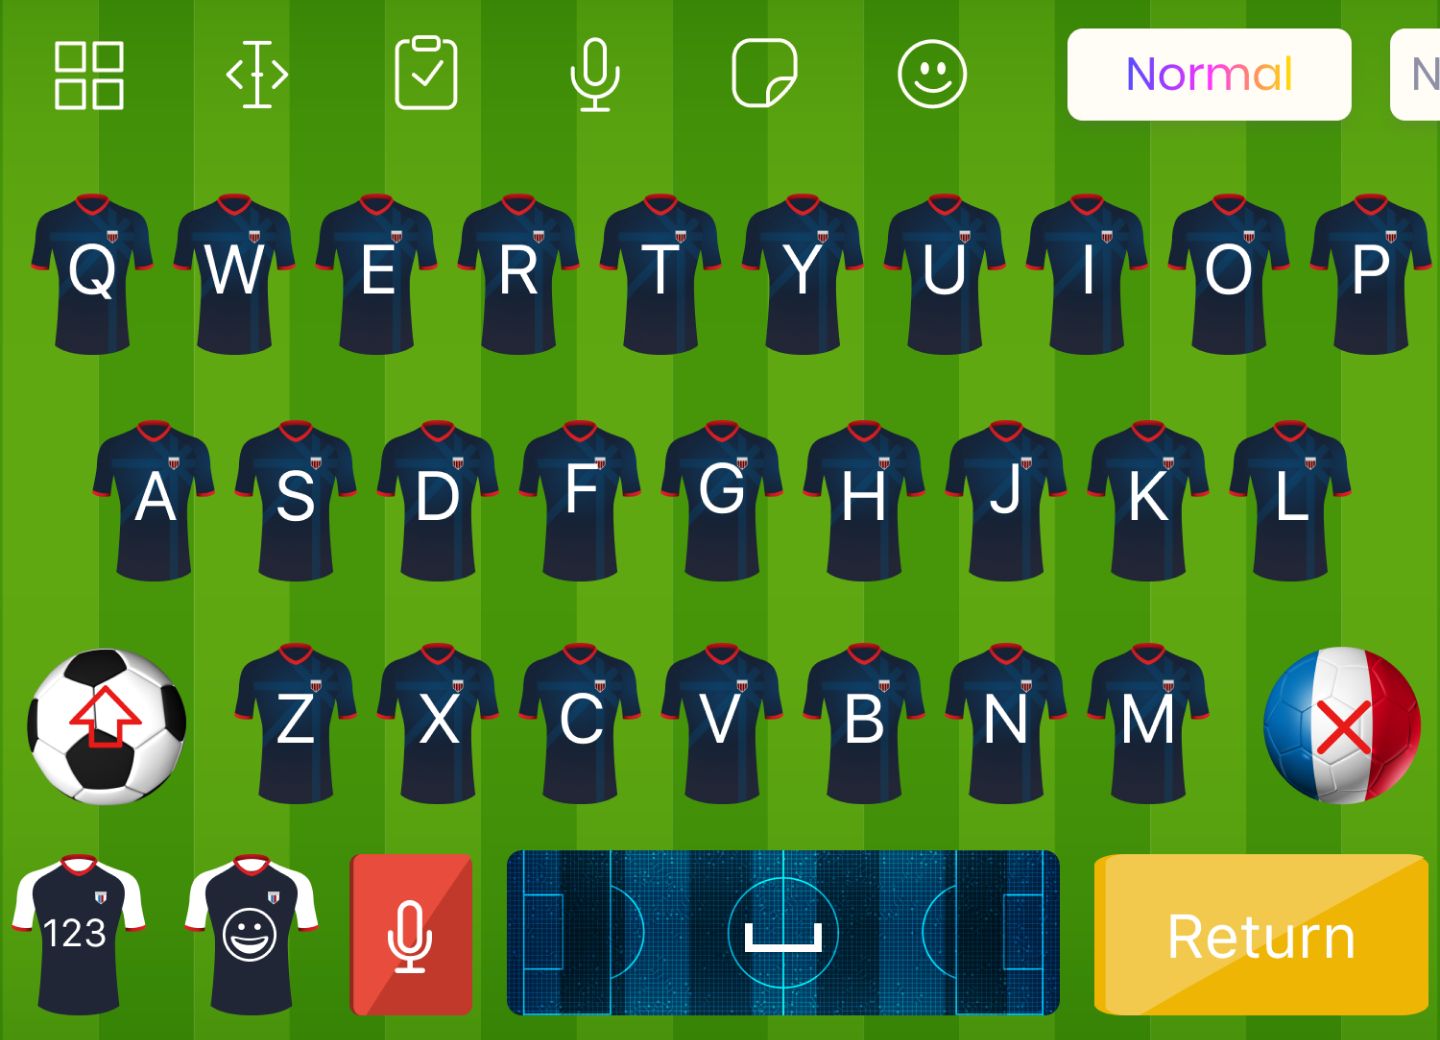 Normal N
Q W E R T Y U I O P
A S D F G H J K L
Z X C V B N M
123 Return